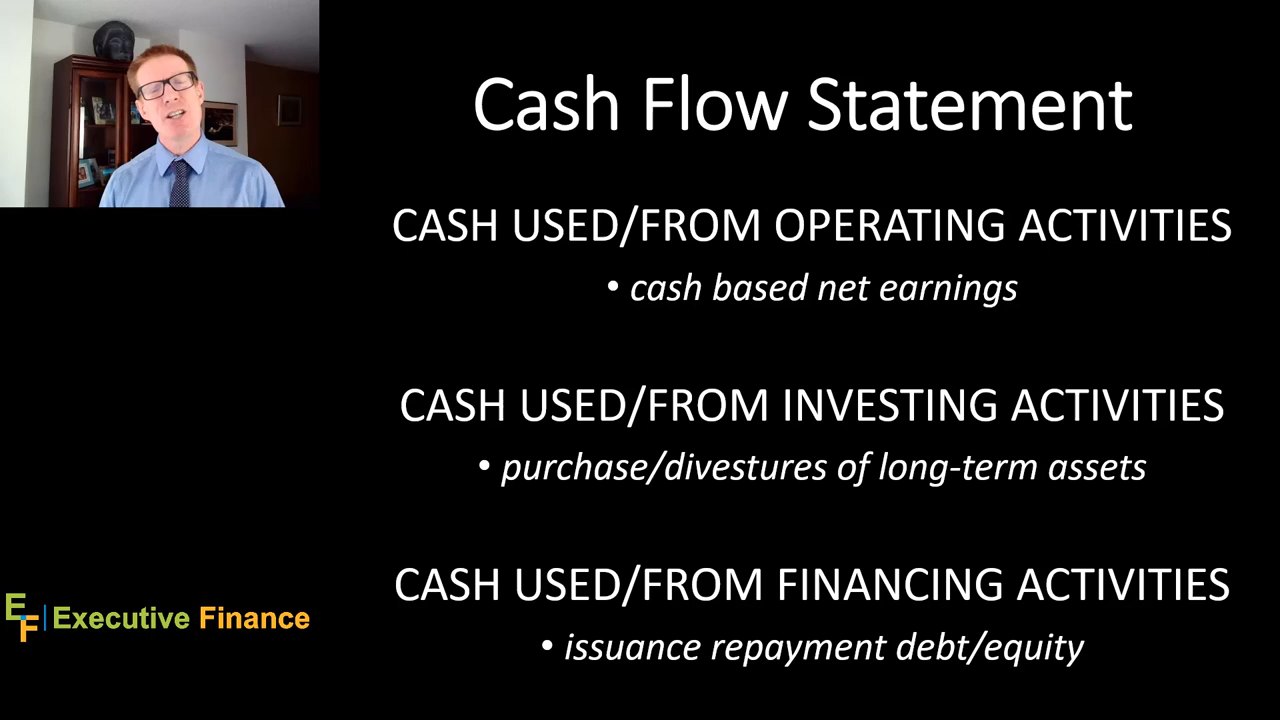 Cash Flow Statement
CASH USED/FROM OPERATING ACTIVITIES
• cash based net earnings
CASH USED/FROM INVESTING ACTIVITIES
• purchase/divestures of long-term assets
CASH USED/FROM FINANCING ACTIVITIES
• issuance repayment debt/equity
EF | Executive Finance